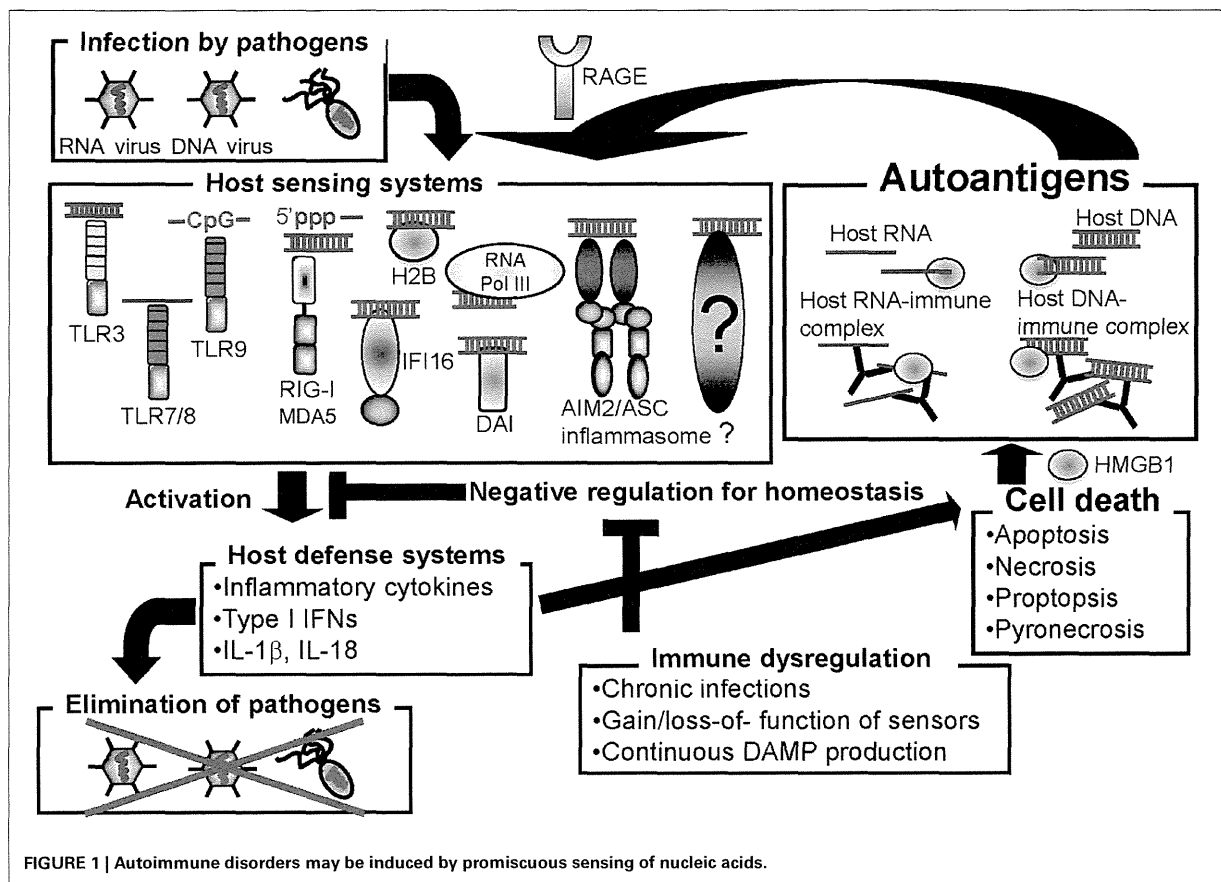 Infection by pathogens
RNA virus DNA virus
RAGE
Host sensing systems
TLR3
TLR7/8
—CpG—
TLR9
5'ppp —
RIG-I
MDA5
H2B
IFI16
RNA
Pol III
DAI
AIM2/ASC
inflammasome
?
?
Autoantigens
Host RNA
Host DNA
Host RNA-immune
complex
Host DNA-
immune complex
HMGB1
Activation
Negative regulation for homeostasis
Cell death
•Apoptosis
•Necrosis
•Proptopsis
•Pyronecrosis
Host defense systems
•Inflammatory cytokines
•Type I IFNs
•IL-1β, IL-18
Immune dysregulation
•Chronic infections
•Gain/loss-of- function of sensors
•Continuous DAMP production
Elimination of pathogens
FIGURE 1 | Autoimmune disorders may be induced by promiscuous sensing of nucleic acids.